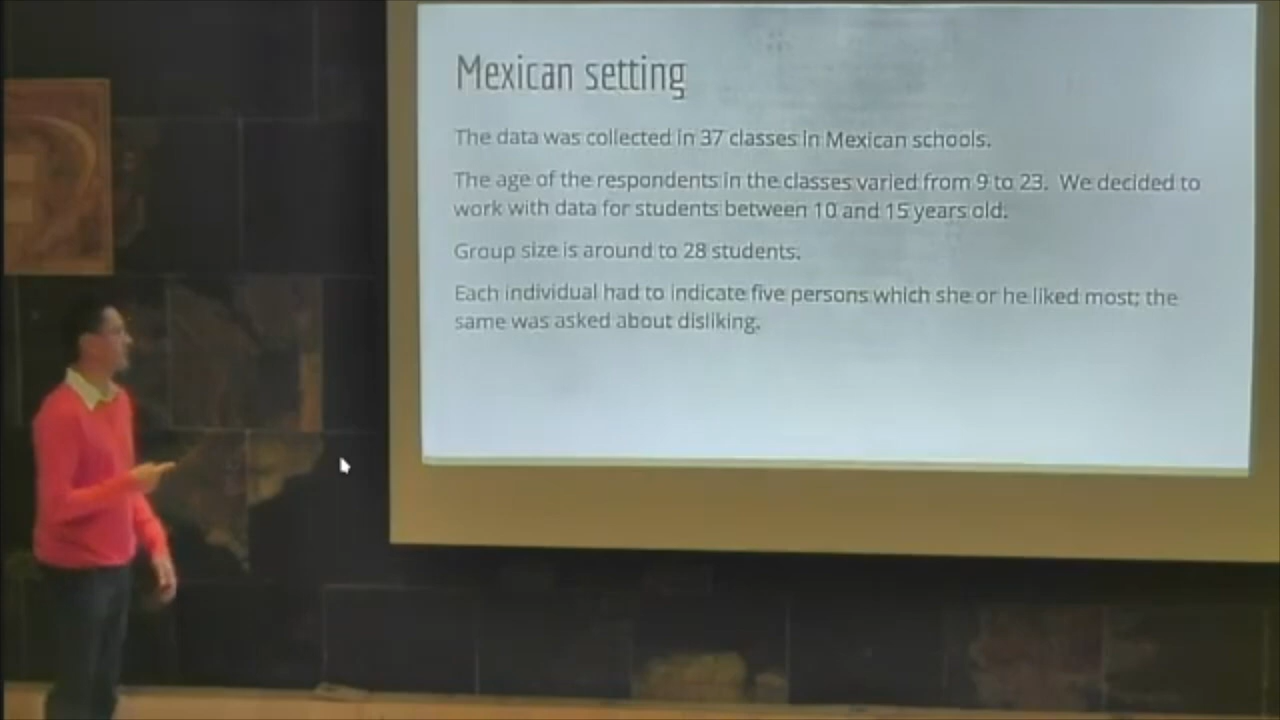 Mexican setting
The data was collected in 37 classes in Mexican schools.
The age of the respondents in the classes varied from 9 to 23. We decided to
work with data for students between 10 and 15 years old.
Group size is around to 28 students.
Each individual had to indicate five persons which she or he liked most; the
same was asked about disliking.